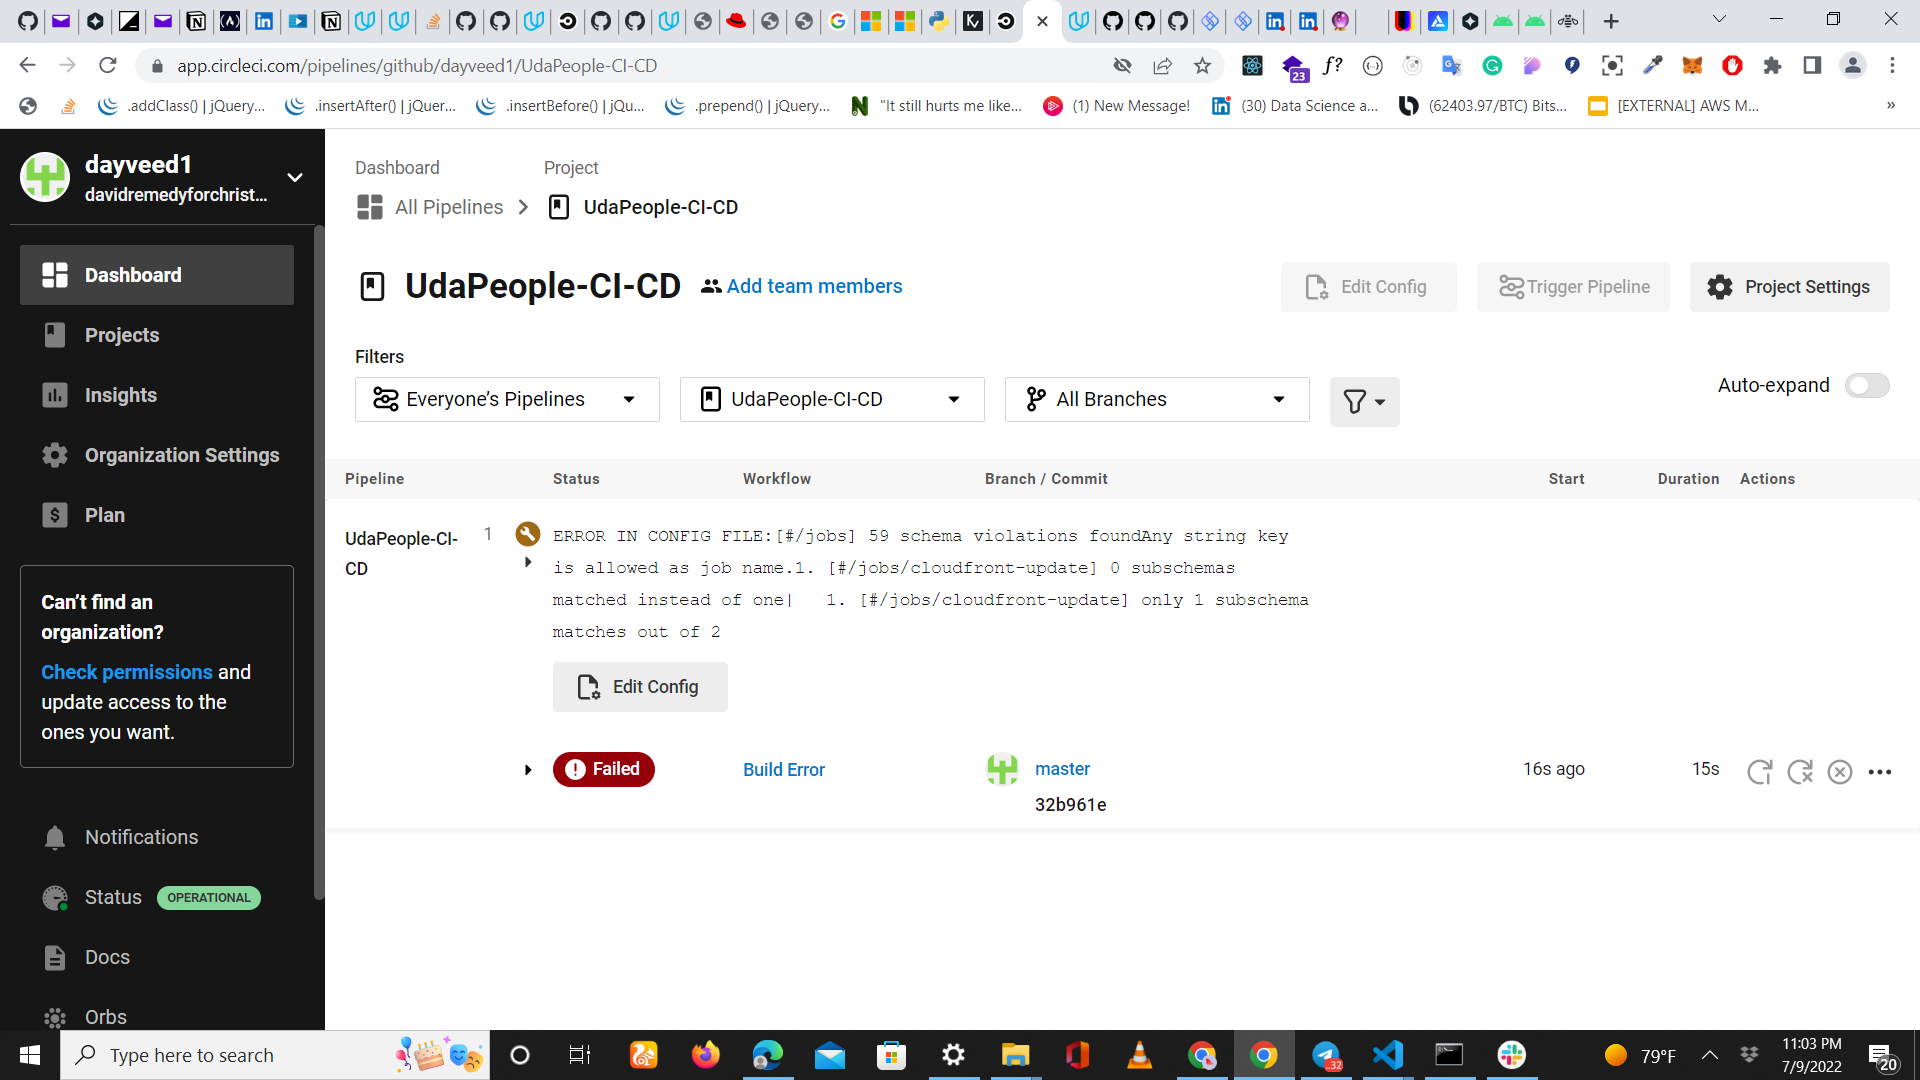 app.circleci.com/pipelines/github/dayveed1/UdaPeople-CI-CD
23
f?
.addClass() | jQuery...
.insertAfter() | jQuer...
.insertBefore() | jQu...
.prepend() | jQuery...
"It still hurts me like...
(1) New Message!
(30) Data Science a...
(62403.97/BTC) Bits...
[EXTERNAL] AWS M...
»
dayveed1
davidremedyforchrist...
Dashboard
Projects
Insights
Organization Settings
Plan
Can't find an
organization?
Check permissions and
update access to the
ones you want.
Notifications
Status OPERATIONAL
Docs
Orbs
Dashboard
Project
All Pipelines
UdaPeople-CI-CD
UdaPeople-CI-CD
Add team members
Edit Config
Trigger Pipeline
Project Settings
Filters
Everyone’s Pipelines
UdaPeople-CI-CD
All Branches
Auto-expand
Pipeline
Status
Workflow
Branch / Commit
Start
Duration
Actions
UdaPeople-CI-
CD
1
ERROR IN CONFIG FILE:[#/jobs] 59 schema violations foundAny string key
is allowed as job name.1. [#/jobs/cloudfront-update] 0 subschemas
matched instead of one|   1. [#/jobs/cloudfront-update] only 1 subschema
matches out of 2
Edit Config
Failed
Build Error
master
32b961e
16s ago
15s
Type here to search
32
79°F
11:03 PM
7/9/2022
20